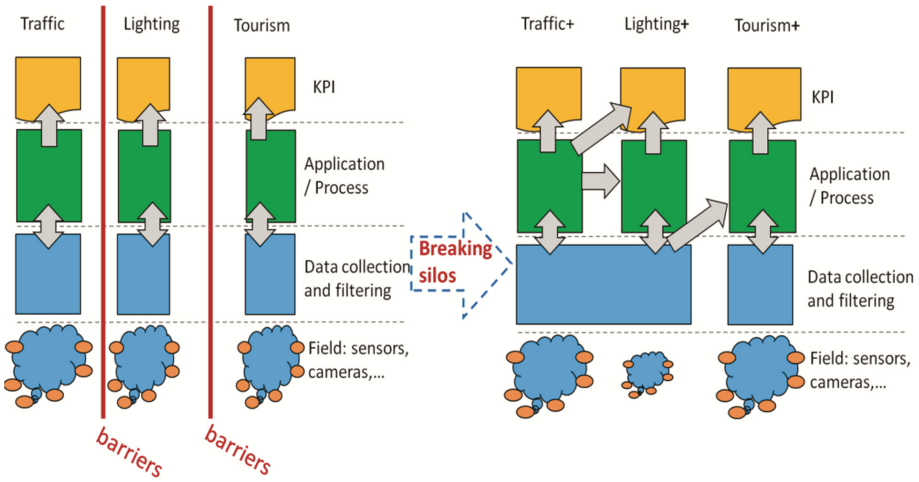 Traffic
Lighting
Tourism
KPI
Application
/ Process
Data collection
and filtering
Field: sensors,
cameras,...
barriers
barriers
Breaking
silos
Traffic+
Lighting+
Tourism+
KPI
Application
/ Process
Data collection
and filtering
Field: sensors,
cameras,...